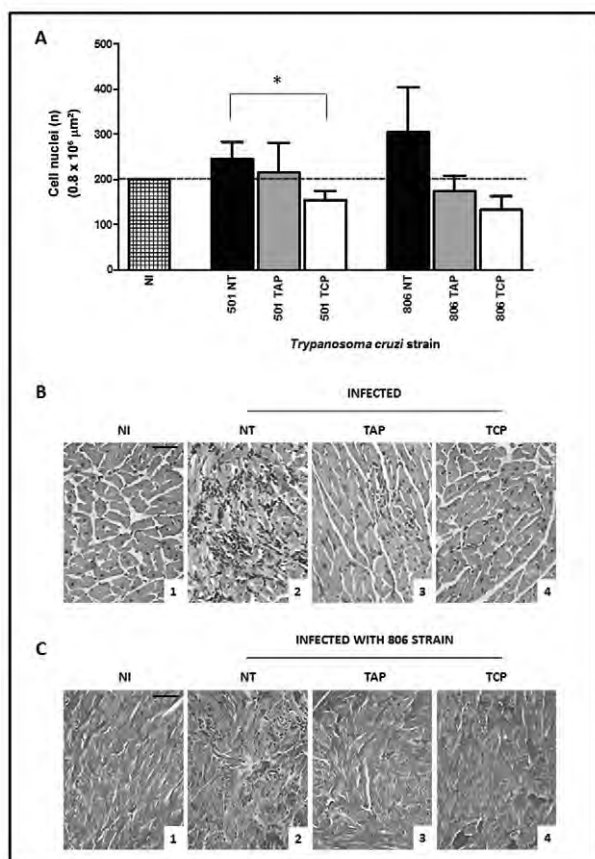 A
Cell nuclei (n)
(0.8 x 10⁶ µm²)
500
400
300
200
100
0
*
NI
501 NT
501 TAP
501 TCP
806 NT
806 TAP
806 TCP
Trypanosoma cruzi strain
B
INFECTED
NI
NT
TAP
TCP
1
2
3
4
C
INFECTED WITH 806 STRAIN
NI
NT
TAP
TCP
1
2
3
4